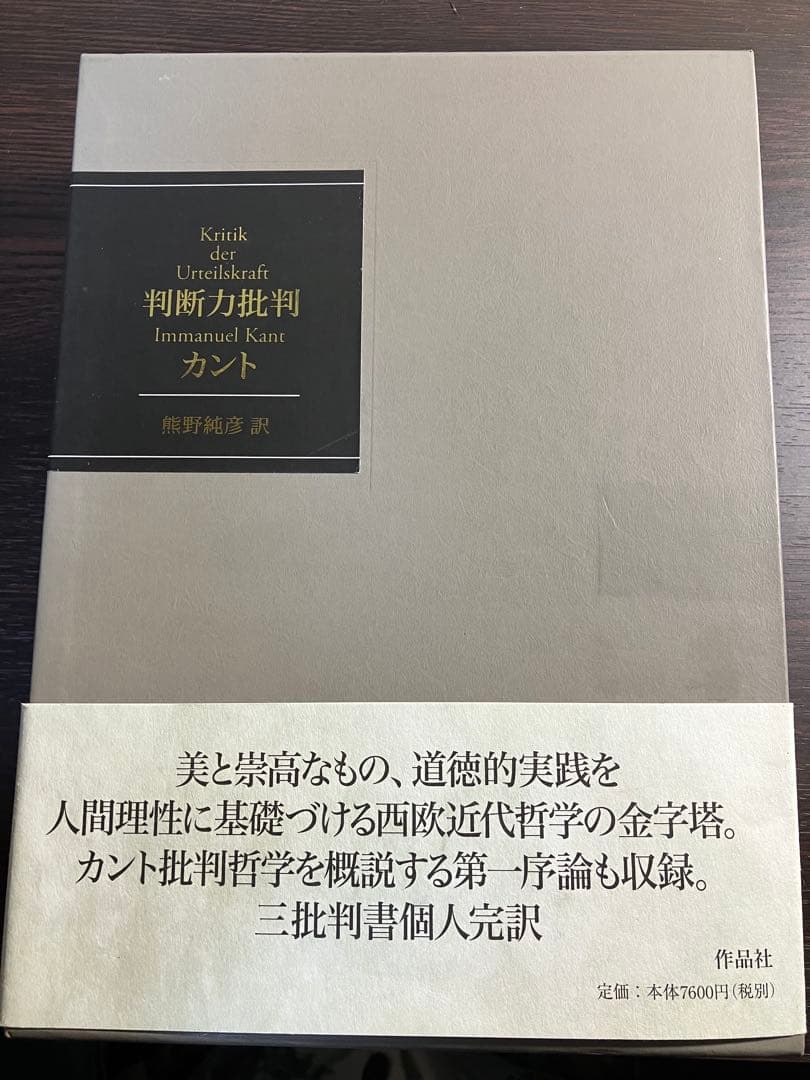 Kritik
der
Urteilskraft
判断力批判
Immanuel Kant
カント
熊野純彦 訳
美と崇高なもの、道徳的実践を
人間理性に基礎づける西欧近代哲学の金字塔。
カント批判哲学を概説する第一序論も収録。
三批判書個人完訳
作品社
定価：本体7600円（税別）